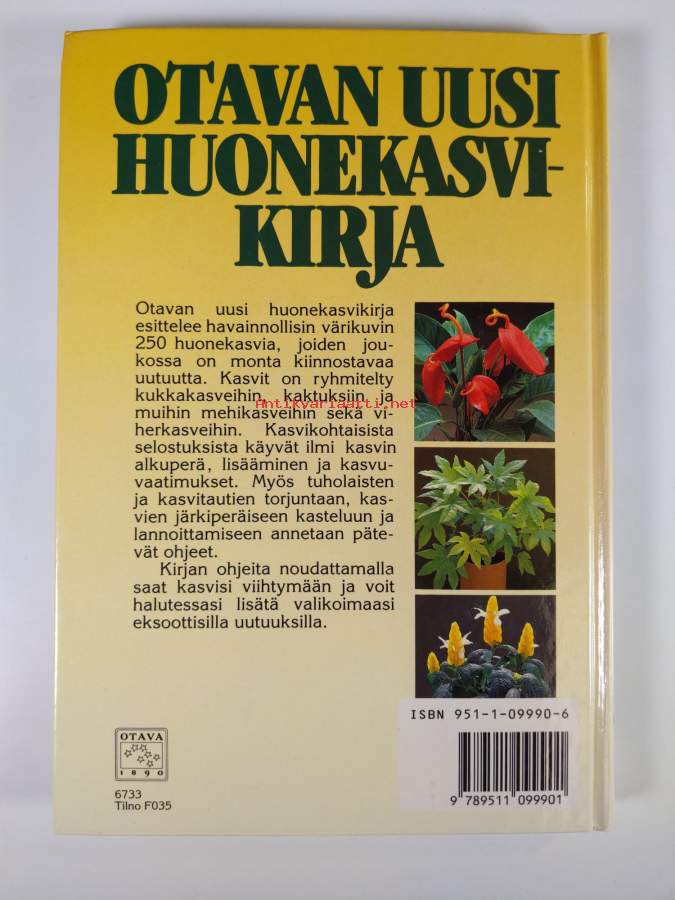 OTAVAN UUSI
HUONEKASVI-
KIRJA
Otavan uusi huonekasvikirja
esittelee havainnollisin värikuvin
250 huonekasvia, joiden jou-
kossa on monta kiinnostavaa
uutuutta. Kasvit on ryhmitelty
kukkakasveihin, kaktuksiin ja
Antikvariaatti.net
muihin mehikasveihin sekä vi-
herkasveihin. Kasvikohtaisista
selostuksista käyvät ilmi kasvin
alkuperä, lisääminen ja kasvu-
vaatimukset. Myös tuholaisten
ja kasvitautien torjuntaan, kas-
vien järkiperäiseen kasteluun ja
lannoittamiseen annetaan päte-
vät ohjeet.
Kirjan ohjeita noudattamalla
saat kasvisi viihtymään ja voit
halutessasi lisätä valikoimaasi
eksoottisilla uutuuksilla.
ISBN 951-1-09990-6
9 789511 099901
OTAVA
1890
6733
Tilno F035